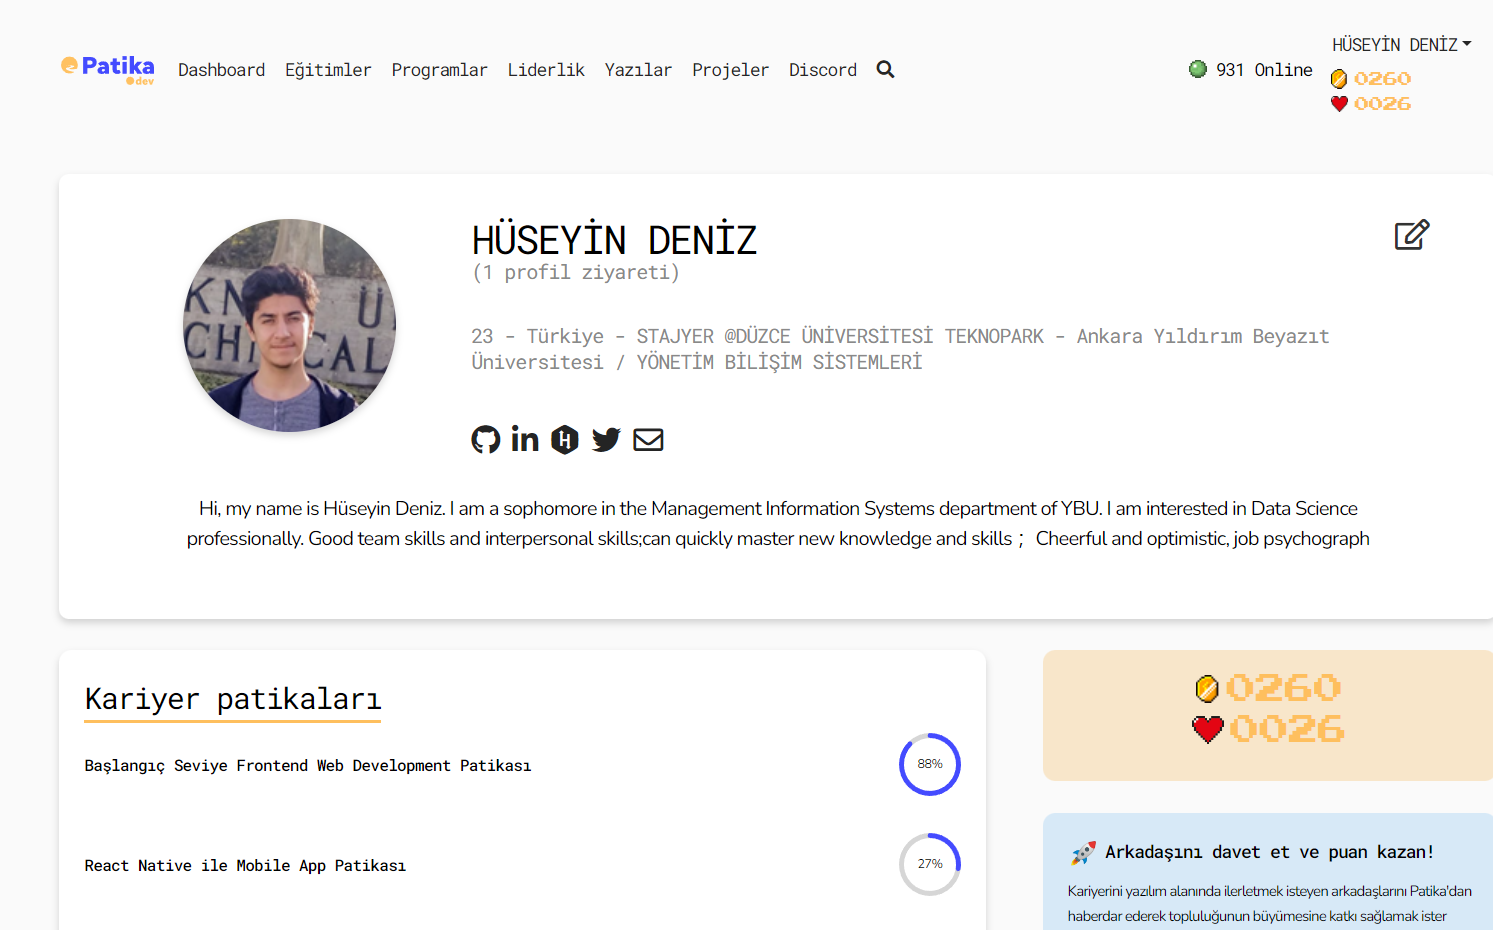 Patika
dev
Dashboard Eğitimler Programlar Liderlik Yazılar Projeler Discord
931 Online
HÜSEYİN DENİZ
0260
0026
KN Ü
CH CAL
HÜSEYİN DENİZ
(1 profil ziyareti)
23 - Türkiye - STAJYER @DÜZCE ÜNİVERSİTESİ TEKNOPARK - Ankara Yıldırım Beyazıt
Üniversitesi / YÖNETİM BİLİŞİM SİSTEMLERİ
in
H
Hi, my name is Hüseyin Deniz. I am a sophomore in the Management Information Systems department of YBU. I am interested in Data Science
professionally. Good team skills and interpersonal skills;can quickly master new knowledge and skills；Cheerful and optimistic, job psychograph
Kariyer patikaları
Başlangıç Seviye Frontend Web Development Patikası
88%
React Native ile Mobile App Patikası
27%
0260
0026
Arkadaşını davet et ve puan kazan!
Kariyerini yazılım alanında ilerletmek isteyen arkadaşlarını Patika'dan
haberdar ederek topluluğunun büyümesine katkı sağlamak ister